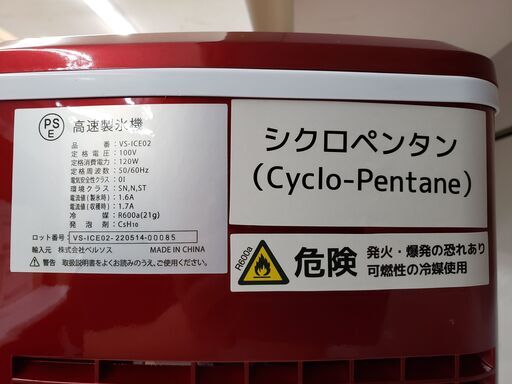 PS
E
高速製氷機
品番：VS-ICE02
定格電圧：100V
定格消費電力：120W
定格周波数：50/60Hz
電気安全性クラス：0I
環境クラス：SN,N,ST
電流値(製氷時)：1.6A
電流値(収穫時)：1.7A
冷媒：R600a(21g)
発泡剤：C5H10
ロット番号：VS-ICE02-220514-00085
輸入元 株式会社ベルソス MADE IN CHINA
警告 取扱説明書をよくお読みのうえ、ご使用ください。
シクロペンタン
（Cyclo-Pentane）
R600a
危険
発火・爆発の恐れあり
可燃性の冷媒使用